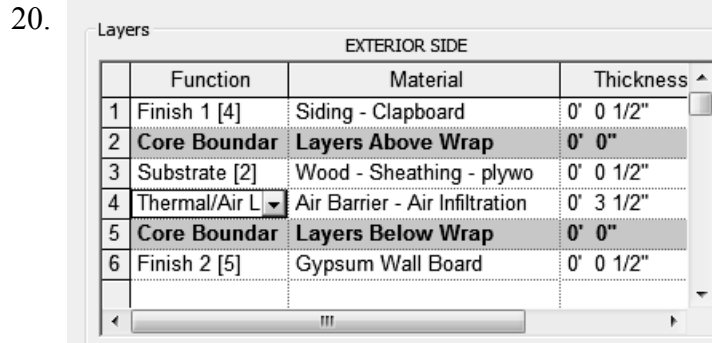 20.
Layers
EXTERIOR SIDE
Function Material Thickness
1 Finish 1 [4] Siding - Clapboard 0' 0 1/2"
2 Core Boundar Layers Above Wrap 0' 0"
3 Substrate [2] Wood - Sheathing - plywo 0' 0 1/2"
4 Thermal/Air L Air Barrier - Air Infiltration 0' 3 1/2"
5 Core Boundar Layers Below Wrap 0' 0"
6 Finish 2 [5] Gypsum Wall Board 0' 0 1/2"